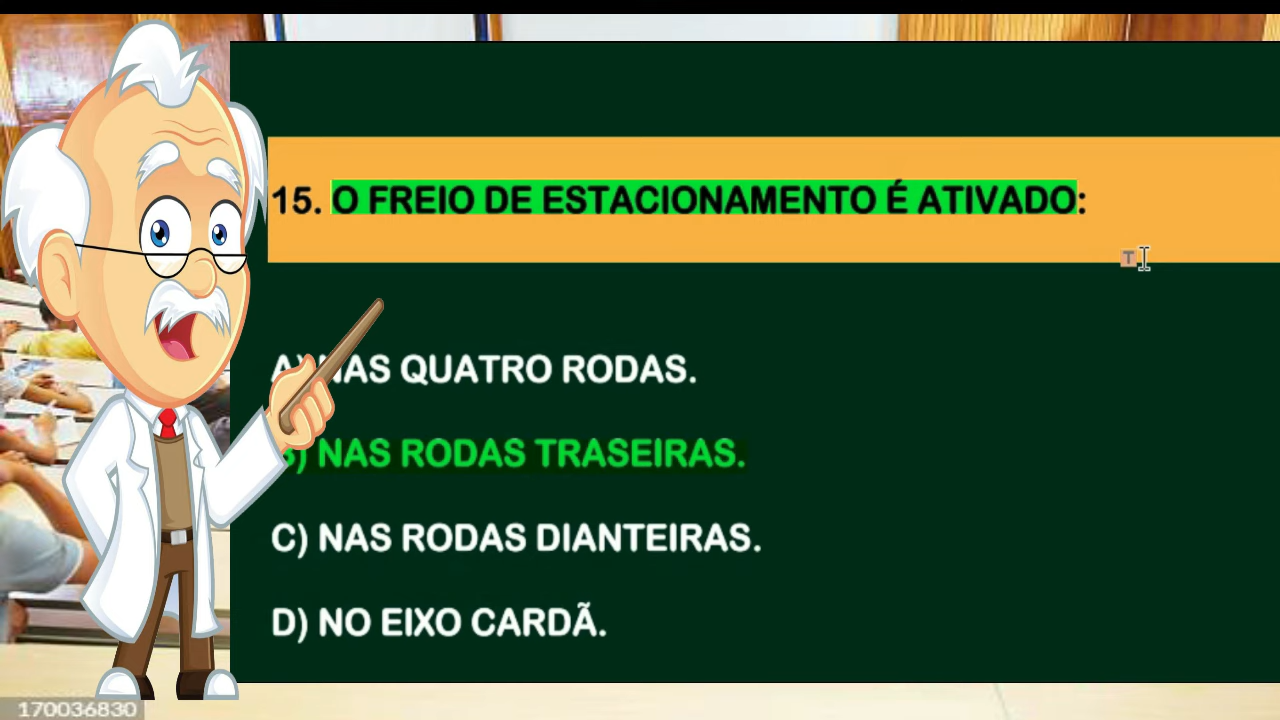 15. O FREIO DE ESTACIONAMENTO É ATIVADO:
T
A) NAS QUATRO RODAS.
B) NAS RODAS TRASEIRAS.
C) NAS RODAS DIANTEIRAS.
D) NO EIXO CARDÃ.
170036830